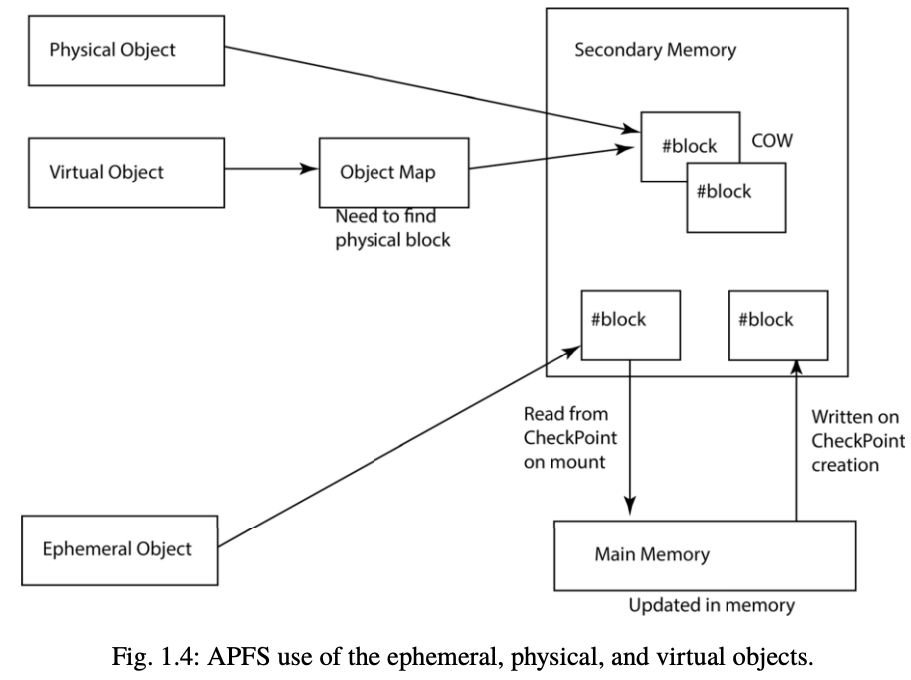 Physical Object
Secondary Memory
#block
COW
#block
Virtual Object
Object Map
Need to find
physical block
#block
#block
Read from
CheckPoint
on mount
Written on
CheckPoint
creation
Ephemeral Object
Main Memory
Updated in memory
Fig. 1.4: APFS use of the ephemeral, physical, and virtual objects.